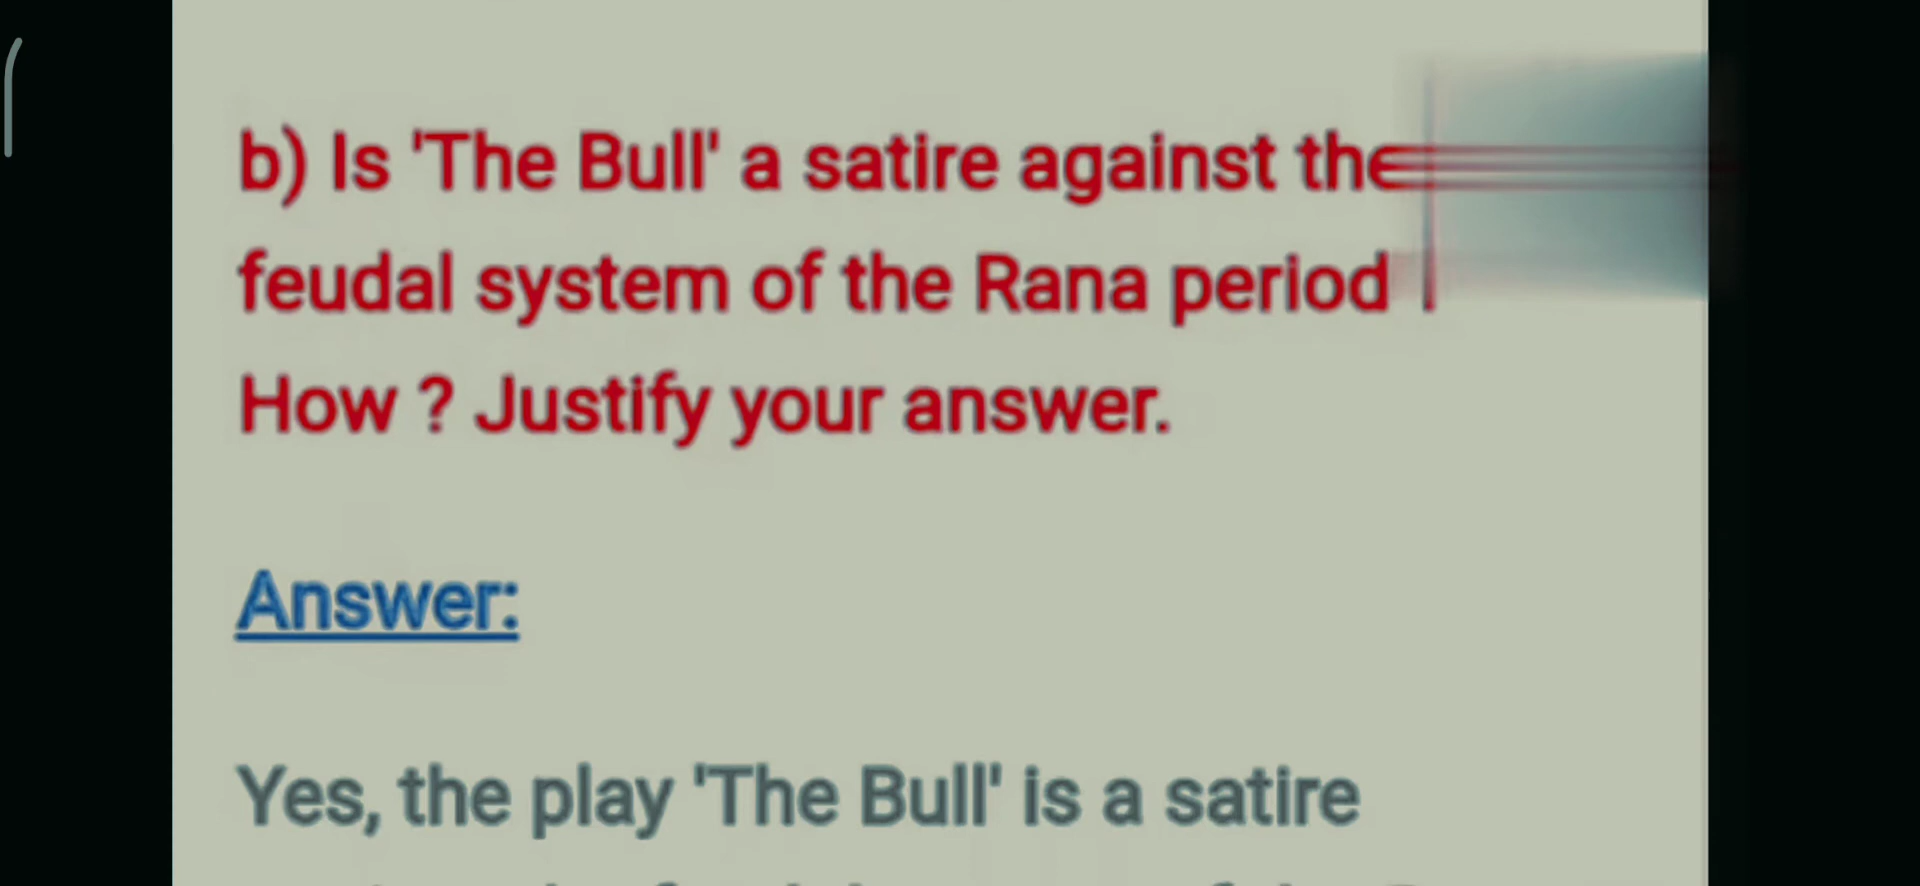 b) Is 'The Bull' a satire against the
feudal system of the Rana period
How ? Justify your answer.
Answer:
Yes, the play 'The Bull' is a satire